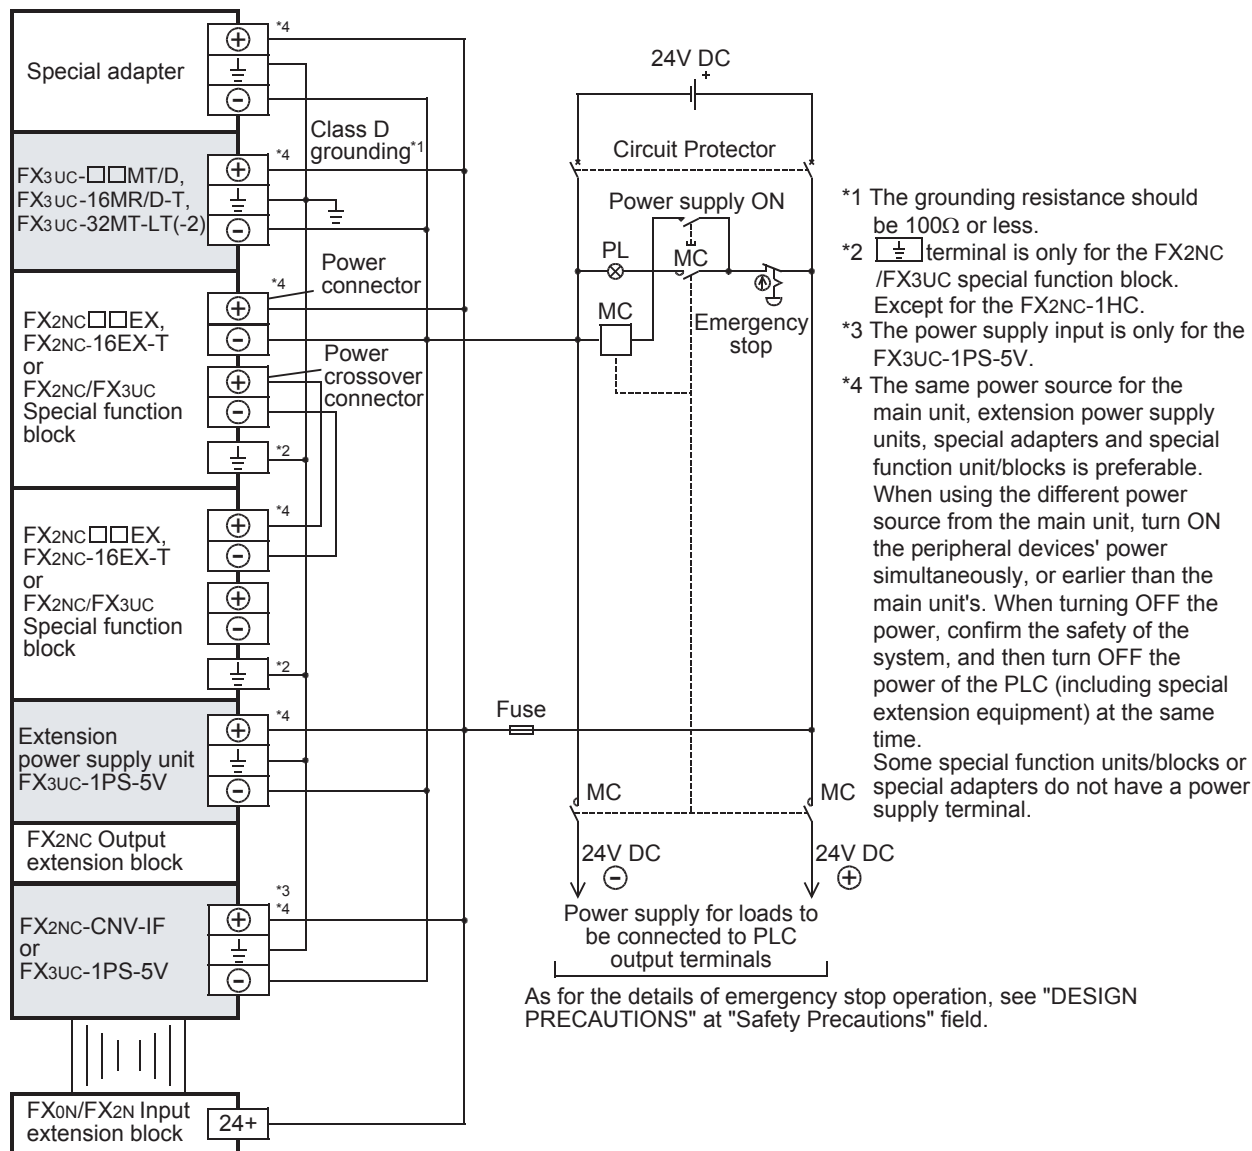 Special adapter
*4
FX3UC-□□MT/D,
FX3UC-16MR/D-T,
FX3UC-32MT-LT(-2)
*4
Class D
grounding*1
FX2NC□□EX,
FX2NC-16EX-T
or
FX2NC/FX3UC
Special function
block
*4
Power
connector
Power
crossover
connector
*2
FX2NC□□EX,
FX2NC-16EX-T
or
FX2NC/FX3UC
Special function
block
*4
*2
Extension
power supply unit
FX3UC-1PS-5V
*4
FX2NC Output
extension block
FX2NC-CNV-IF
or
FX3UC-1PS-5V
*3
*4
FX0N/FX2N Input
extension block
24+
24V DC
+
Circuit Protector
Power supply ON
PL
MC
MC
Emergency
stop
Fuse
MC
MC
24V DC
24V DC
Power supply for loads to
be connected to PLC
output terminals
As for the details of emergency stop operation, see "DESIGN
PRECAUTIONS" at "Safety Precautions" field.
*1 The grounding resistance should
be 100Ω or less.
*2 terminal is only for the FX2NC
/FX3UC special function block.
Except for the FX2NC-1HC.
*3 The power supply input is only for the
FX3UC-1PS-5V.
*4 The same power source for the
main unit, extension power supply
units, special adapters and special
function unit/blocks is preferable.
When using the different power
source from the main unit, turn ON
the peripheral devices' power
simultaneously, or earlier than the
main unit's. When turning OFF the
power, confirm the safety of the
system, and then turn OFF the
power of the PLC (including special
extension equipment) at the same
time.
Some special function units/blocks or
special adapters do not have a power
supply terminal.